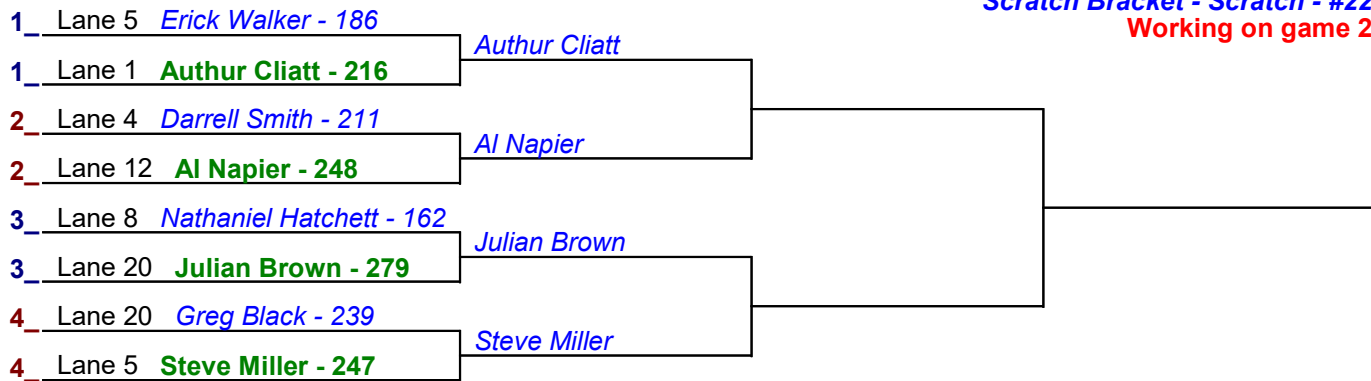 Scratch Bracket - Scratch - #22
Working on game 2
1_ Lane 5 Erick Walker - 186
Authur Cliatt
1_ Lane 1 Authur Cliatt - 216
2_ Lane 4 Darrell Smith - 211
Al Napier
2_ Lane 12 Al Napier - 248
3_ Lane 8 Nathaniel Hatchett - 162
Julian Brown
3_ Lane 20 Julian Brown - 279
4_ Lane 20 Greg Black - 239
Steve Miller
4_ Lane 5 Steve Miller - 247